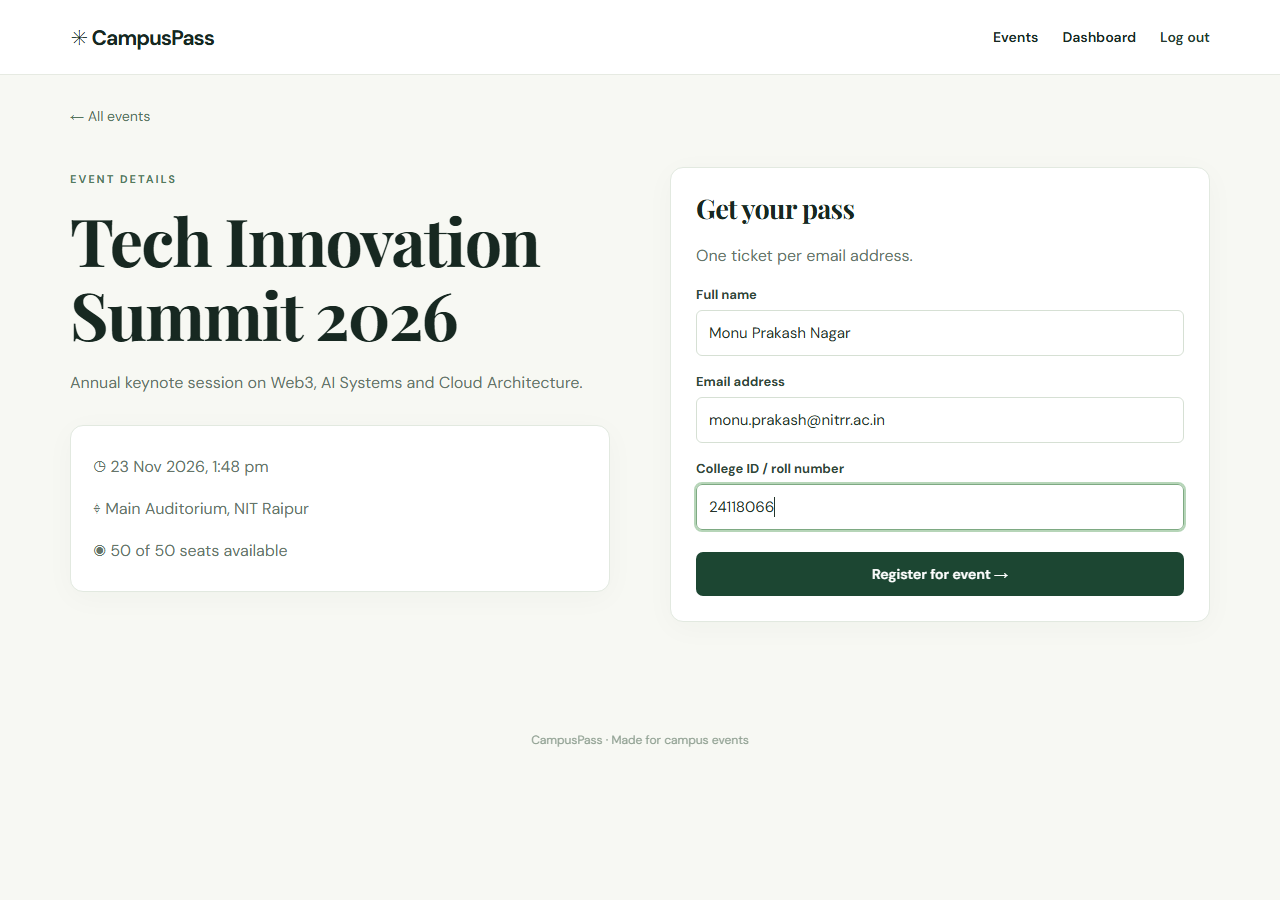 ✳ CampusPass
Events Dashboard Log out
← All events
EVENT DETAILS
Tech Innovation
Summit 2026
Annual keynote session on Web3, AI Systems and Cloud Architecture.
◷ 23 Nov 2026, 1:48 pm
⌖ Main Auditorium, NIT Raipur
◉ 50 of 50 seats available
Get your pass
One ticket per email address.
Full name
Monu Prakash Nagar
Email address
monu.prakash@nitrr.ac.in
College ID / roll number
24118066
Register for event →
CampusPass · Made for campus events